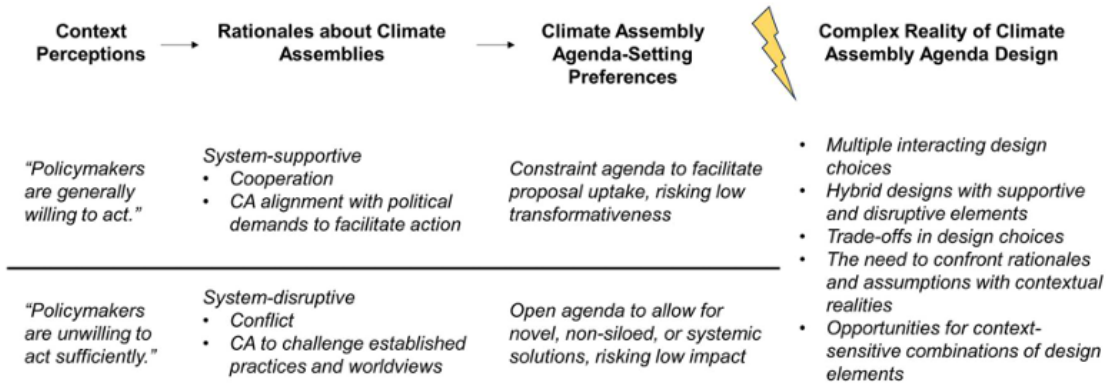 Context
Perceptions
Rationales about Climate
Assemblies
Climate Assembly
Agenda-Setting
Preferences
Complex Reality of Climate
Assembly Agenda Design
“Policymakers
are generally
willing to act.”
System-supportive
• Cooperation
• CA alignment with political
demands to facilitate action
Constraint agenda to facilitate
proposal uptake, risking low
transformativeness
“Policymakers
are unwilling to
act sufficiently.”
System-disruptive
• Conflict
• CA to challenge established
practices and worldviews
Open agenda to allow for
novel, non-siloed, or systemic
solutions, risking low impact
• Multiple interacting design
choices
• Hybrid designs with supportive
and disruptive elements
• Trade-offs in design choices
• The need to confront rationales
and assumptions with contextual
realities
• Opportunities for context-
sensitive combinations of design
elements